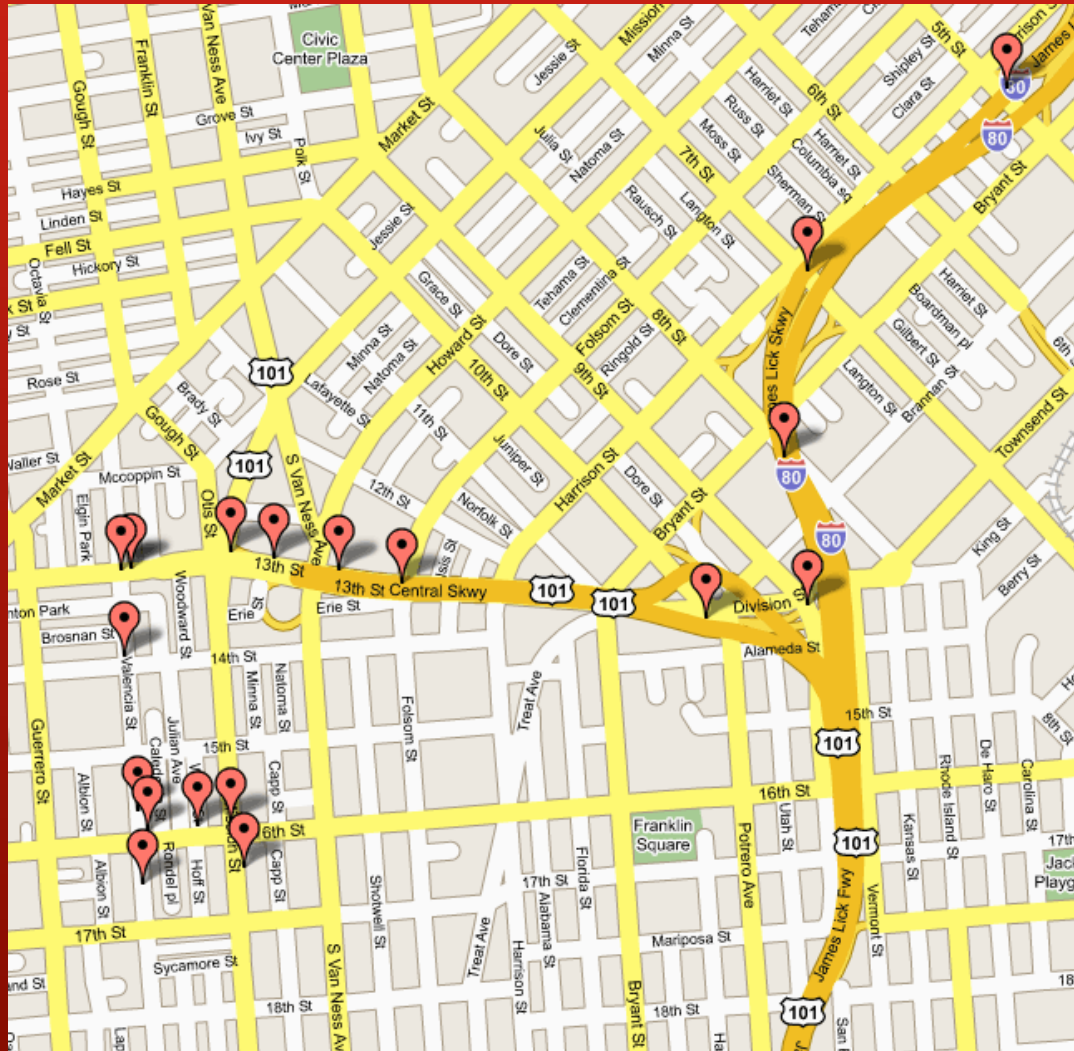 Van Ness Ave
Franklin St
Gough St
Civic
Center Plaza
Grove St
Ivy St
Polk St
Hayes St
Linden St
Fell St
Hickory St
Octavia St
Rose St
Market St
Jessie St
Mission
Minna St
Tehama
Shipley St
Clara St
5th St
6th St
Harriet St
Russ St
Moss St
Harriet St
Columbia sq
Sherman St
7th St
Julia St
Natoma St
Rausch St
Langton St
80
80
Bryant St
Jessie St
Grace St
Tehama St
Clementina St
Folsom St
Ringold St
8th St
Howard St
Dore St
9th St
10th St
Minna St
Natoma St
Lafayette St
11th St
Juniper St
12th St
Norfolk St
Harrison St
Dore St
Bryant St
Lick Skwy
Harriet St
Boardman pl
Gilbert St
Langton St
Brannan St
Townsend St
6th
101
Brady St
Gough St
101
Market St
Mccoppin St
Elgin Park
Otis St
S Van Ness Ave
80
80
King St
Berry St
13th St
13th St Central Skwy
101
101
Division
Alameda St
Woodward St
Erie St
Erie St
Brosnan St
14th St
Valencia St
Minna St
Natoma St
Folsom St
Treat Ave
15th St
8th St
101
Guerrero St
Julian Ave
15th St
Albion St
Capp St
16th St
Utah St
Rhode Island St
De Haro St
Carolina St
Kansas St
Franklin
Square
Potrero Ave
101
6th St
Albion St
Rondel pl
Hoff St
Capp St
Shotwell St
17th St
Florida St
Alabama St
Harrison St
Treat Ave
17th St
Mariposa St
James Lick Fwy
Vermont St
Sycamore St
S Van Ness Ave
18th St
Bryant St
18th St
101